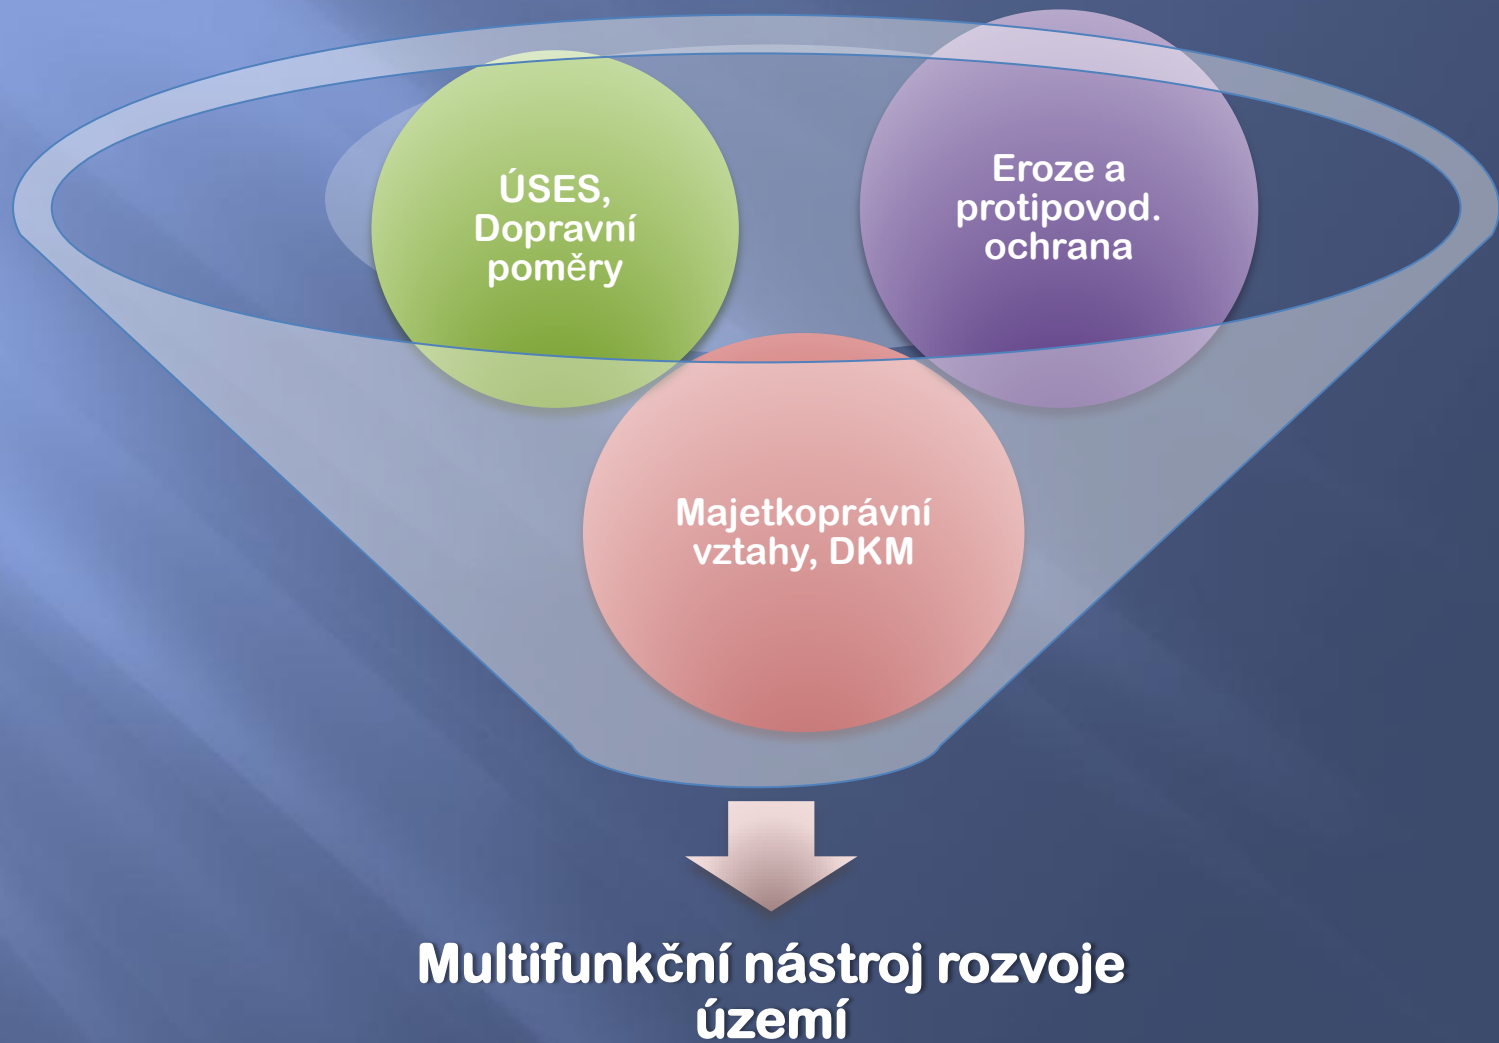 ÚSES,
Dopravní
poměry
Eroze a
protipovod.
ochrana
Majetkoprávní
vztahy, DKM
Multifunkční nástroj rozvoje
území